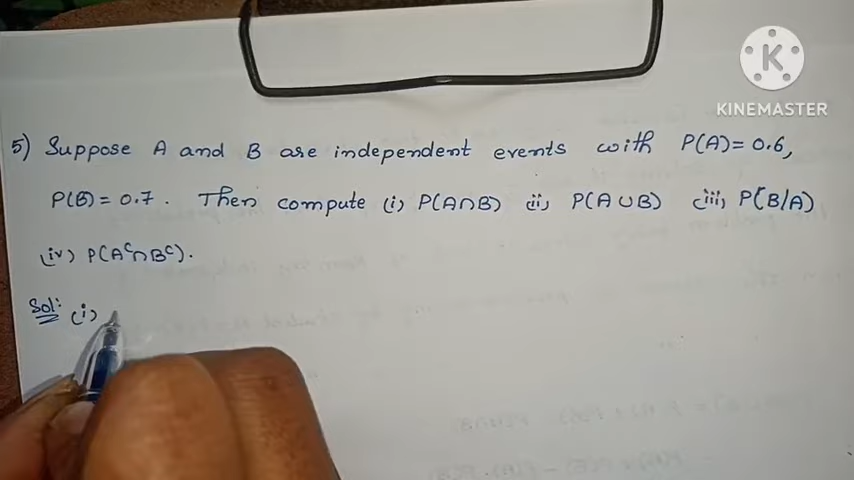 K
KINEMASTER
5) Suppose A and B are independent events with P(A)= 0.6,
P(B)= 0.7. Then compute (i) P(A∩B) (ii) P(A∪B) (iii) P(B/A)
(iv) P(Aᶜ∩Bᶜ).
Sol: (i)